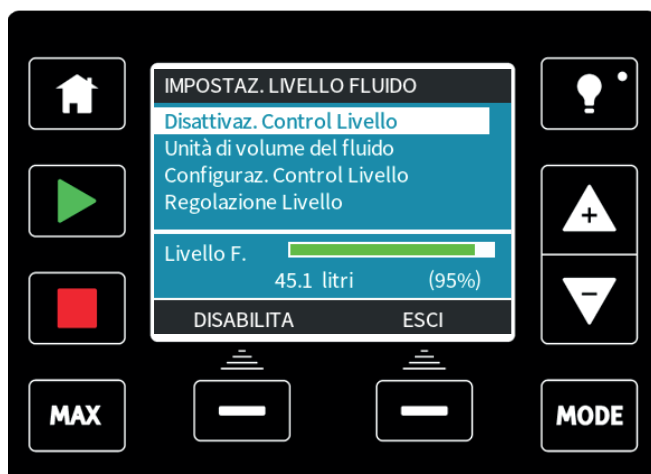 IMPOSTAZ. LIVELLO FLUIDO
Disattivaz. Control Livello
Unità di volume del fluido
Configuraz. Control Livello
Regolazione Livello
Livello F.
45.1 litri (95%)
DISABILITA ESCI
+
−
MAX
MODE